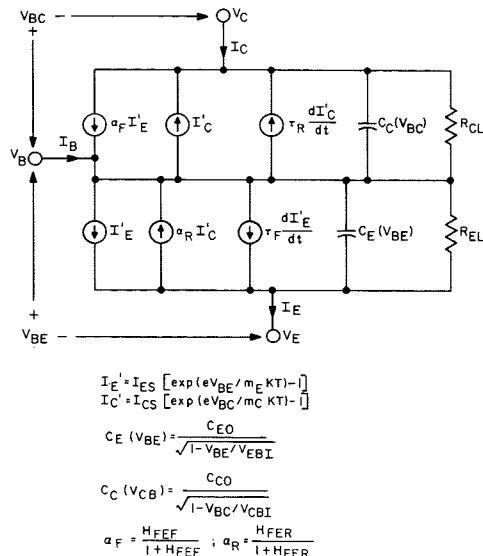 V_BC
V_C
I_C
+
α_F I'_E
I'_C
τ_R dI'_C/dt
C_C(V_BC)
R_CL
V_B
I_B
I'_E
α_R I'_C
τ_F dI'_E/dt
C_E(V_BE)
R_EL
+
V_BE
I_E
V_E
I_E' = I_ES [exp(eV_BE/m_E KT)-1]
I_C' = I_CS [exp(eV_BC/m_C KT)-1]
C_E(V_BE) = C_EO/√(1-V_BE/V_EBI)
C_C(V_CB) = C_CO/√(1-V_BC/V_CBI)
α_F = H_FEF/(1+H_FEF) ; α_R = H_FER/(1+H_FER)